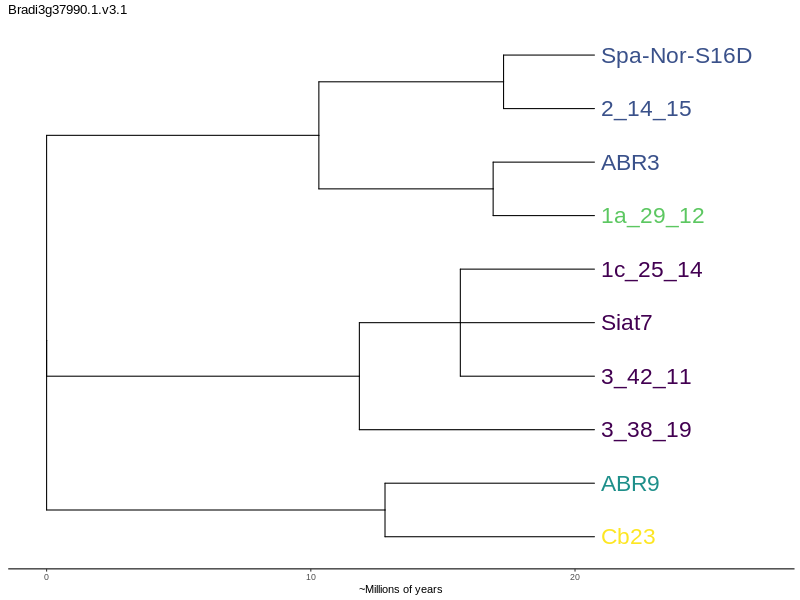 Bradi3g37990.1.v3.1
Spa-Nor-S16D
2_14_15
ABR3
1a_29_12
1c_25_14
Siat7
3_42_11
3_38_19
ABR9
Cb23
0 10 20
~Millions of years